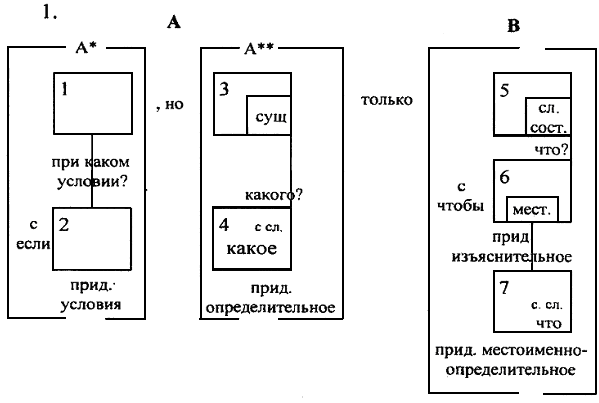 1.
А
В
А*
А**
1
3
сущ
, но
только
5
сл.
сост.
при каком
условии?
что?
какого?
с
чтобы
6
мест.
с
если
2
4
с сл.
какое
прид
изъяснительное
прид.
условия
прид.
определительное
7
с. сл.
что
прид. местоименно-
определительное